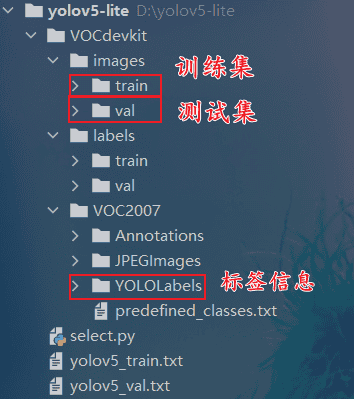 yolov5-lite D:\yolov5-lite
VOCdevkit
images
train 训练集
val 测试集
labels
train
val
VOC2007
Annotations
JPEGImages
YOLOLabels 标签信息
predefined_classes.txt
select.py
yolov5_train.txt
yolov5_val.txt